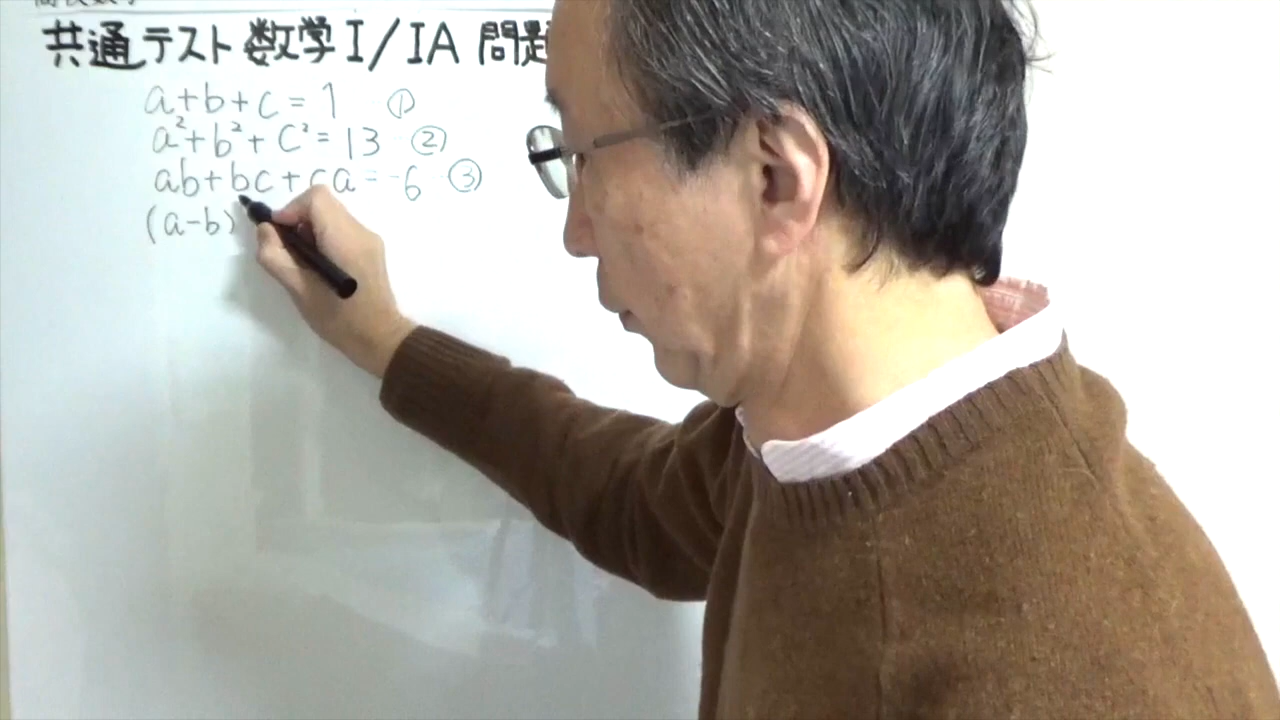 共通テスト数学I/IA 問題
a+b+c=1 ①
a²+b²+c²=13 ②
ab+bc+ca=-6 ③
(a-b)